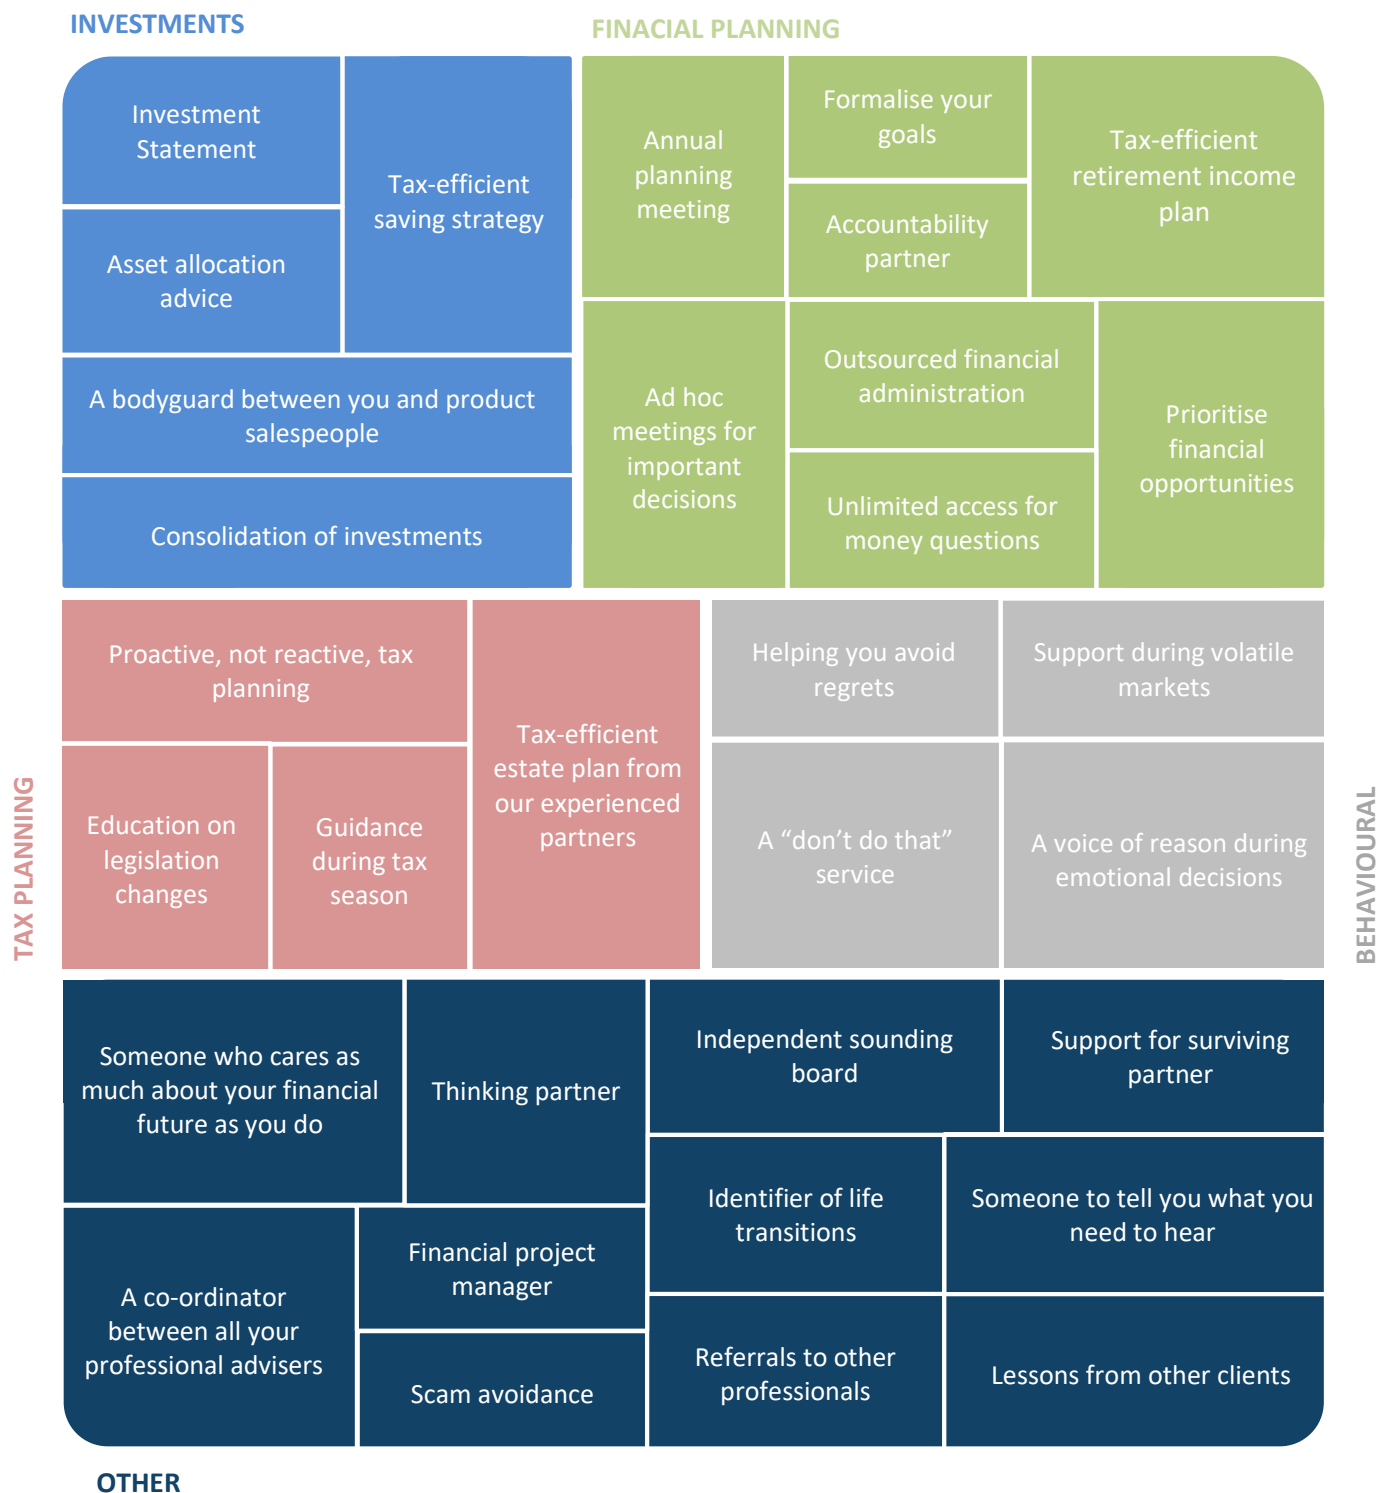 INVESTMENTS
FINACIAL PLANNING
Investment
Statement
Tax-efficient
saving strategy
Asset allocation
advice
A bodyguard between you and product
salespeople
Consolidation of investments
Annual
planning
meeting
Formalise your
goals
Accountability
partner
Tax-efficient
retirement income
plan
Ad hoc
meetings for
important
decisions
Outsourced financial
administration
Unlimited access for
money questions
Prioritise
financial
opportunities
TAX PLANNING
Proactive, not reactive, tax
planning
Education on
legislation
changes
Guidance
during tax
season
Tax-efficient
estate plan from
our experienced
partners
Helping you avoid
regrets
Support during volatile
markets
A “don’t do that”
service
A voice of reason during
emotional decisions
BEHAVIOURAL
Someone who cares as
much about your financial
future as you do
Thinking partner
Independent sounding
board
Support for surviving
partner
Identifier of life
transitions
Someone to tell you what you
need to hear
A co-ordinator
between all your
professional advisers
Financial project
manager
Scam avoidance
Referrals to other
professionals
Lessons from other clients
OTHER